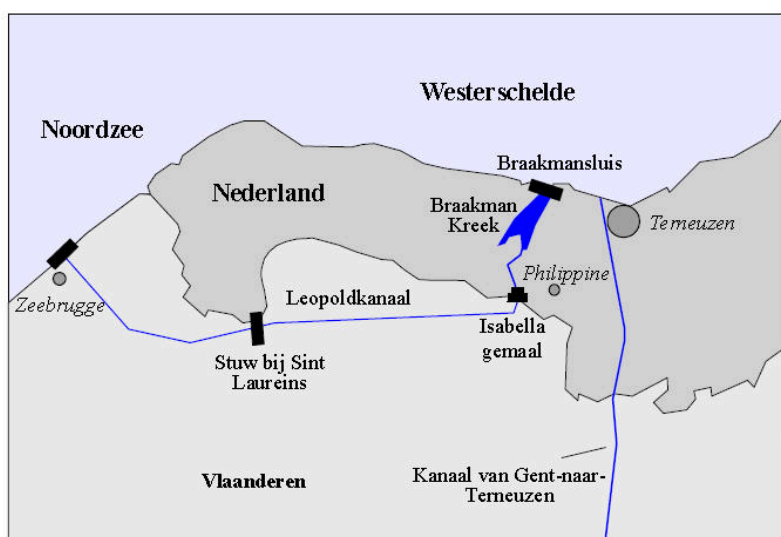 Westerschelde
Noordzee
Braakmansluis
Nederland
Braakman
Kreek
Terneuzen
Philippine
Zeebrugge
Leopoldkanaal
Isabella
gemaal
Stuw bij Sint
Laureins
Vlaanderen
Kanaal van Gent-naar-
Terneuzen